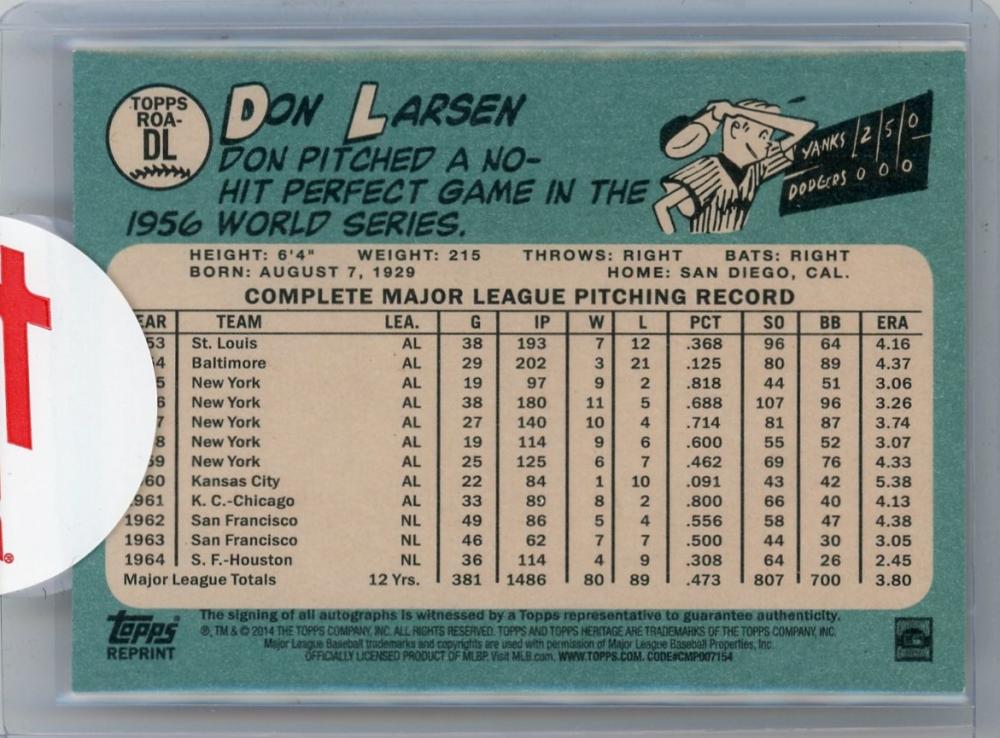 TOPPS
ROA-
DL
DON LARSEN
DON PITCHED A NO-
HIT PERFECT GAME IN THE
1956 WORLD SERIES.
YANKS 2 5 0
DODGERS 0 0 0
HEIGHT: 6'4" WEIGHT: 215 THROWS: RIGHT BATS: RIGHT
BORN: AUGUST 7, 1929 HOME: SAN DIEGO, CAL.
COMPLETE MAJOR LEAGUE PITCHING RECORD
EAR TEAM LEA. G IP W L PCT SO BB ERA
53 St. Louis AL 38 193 7 12 .368 96 64 4.16
4 Baltimore AL 29 202 3 21 .125 80 89 4.37
5 New York AL 19 97 9 2 .818 44 51 3.06
6 New York AL 38 180 11 5 .688 107 96 3.26
7 New York AL 27 140 10 4 .714 81 87 3.74
8 New York AL 19 114 9 6 .600 55 52 3.07
59 New York AL 25 125 6 7 .462 69 76 4.33
60 Kansas City AL 22 84 1 10 .091 43 42 5.38
961 K. C.-Chicago AL 33 89 8 2 .800 66 40 4.13
1962 San Francisco NL 49 86 5 4 .556 58 47 4.38
1963 San Francisco NL 46 62 7 7 .500 44 30 3.05
1964 S. F.-Houston NL 36 114 4 9 .308 64 26 2.45
Major League Totals 12 Yrs. 381 1486 80 89 .473 807 700 3.80
The signing of all autographs is witnessed by a Topps representative to guarantee authenticity.
®, TM & © 2014 THE TOPPS COMPANY, INC. ALL RIGHTS RESERVED. TOPPS AND TOPPS HERITAGE ARE TRADEMARKS OF THE TOPPS COMPANY, INC.
Major League Baseball trademarks and copyrights are used with permission of Major League Baseball Properties, Inc.
OFFICIALLY LICENSED PRODUCT OF MLBP. Visit MLB.com. WWW.TOPPS.COM. CODE#CMP007154
topps
REPRINT